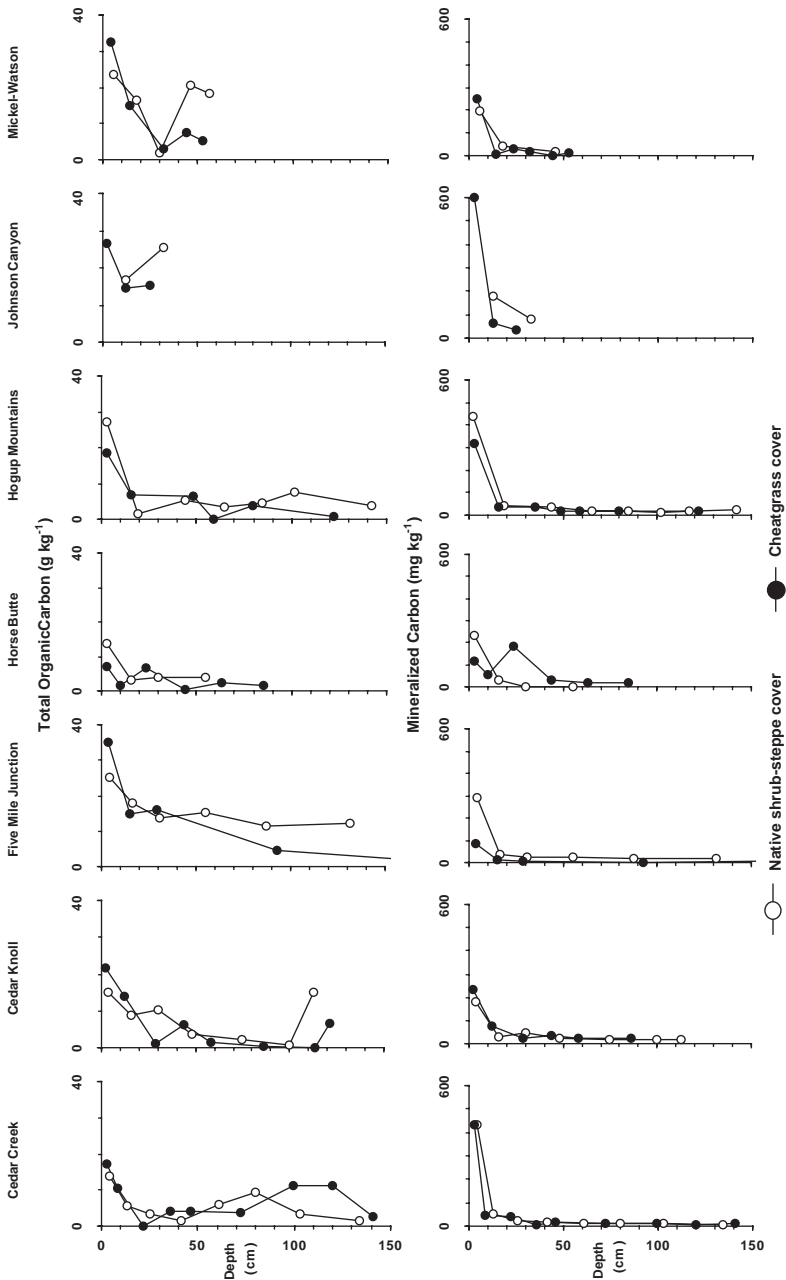 Mickel-Watson
40
0
600
0
Johnson Canyon
40
0
600
0
Hogup Mountains
40
0
600
0
Total OrganicCarbon (g kg-1)
Mineralized Carbon (mg kg-1)
HorseButte
40
0
600
0
Five Mile Junction
40
0
600
0
Cedar Knoll
40
0
600
0
Cedar Creek
40
0
600
0
0
50
100
150
Depth
(cm)
0
50
100
150
Depth
(cm)
Native shrub-steppe cover
Cheatgrass cover